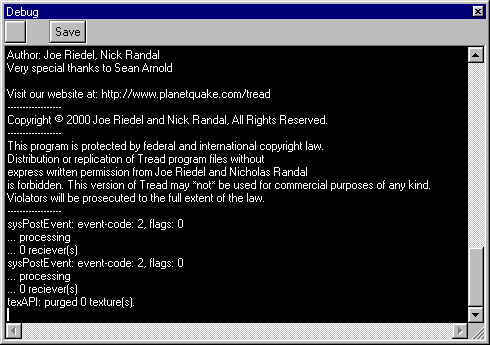 Debug
Save
Author: Joe Riedel, Nick Randal
Very special thanks to Sean Arnold
Visit our website at: http://www.planetquake.com/tread
------------------
Copyright © 2000 Joe Riedel and Nick Randal, All Rights Reserved.
------------------
This program is protected by federal and international copyright law.
Distribution or replication of Tread program files without
express written permission from Joe Riedel and Nicholas Randal
is forbidden. This version of Tread may *not* be used for commercial purposes of any kind.
Violators will be prosecuted to the full extent of the law.
------------------
sysPostEvent: event-code: 2, flags: 0
... processing
... 0 reciever(s)
sysPostEvent: event-code: 2, flags: 0
... processing
... 0 reciever(s)
texAPI: purged 0 texture(s).